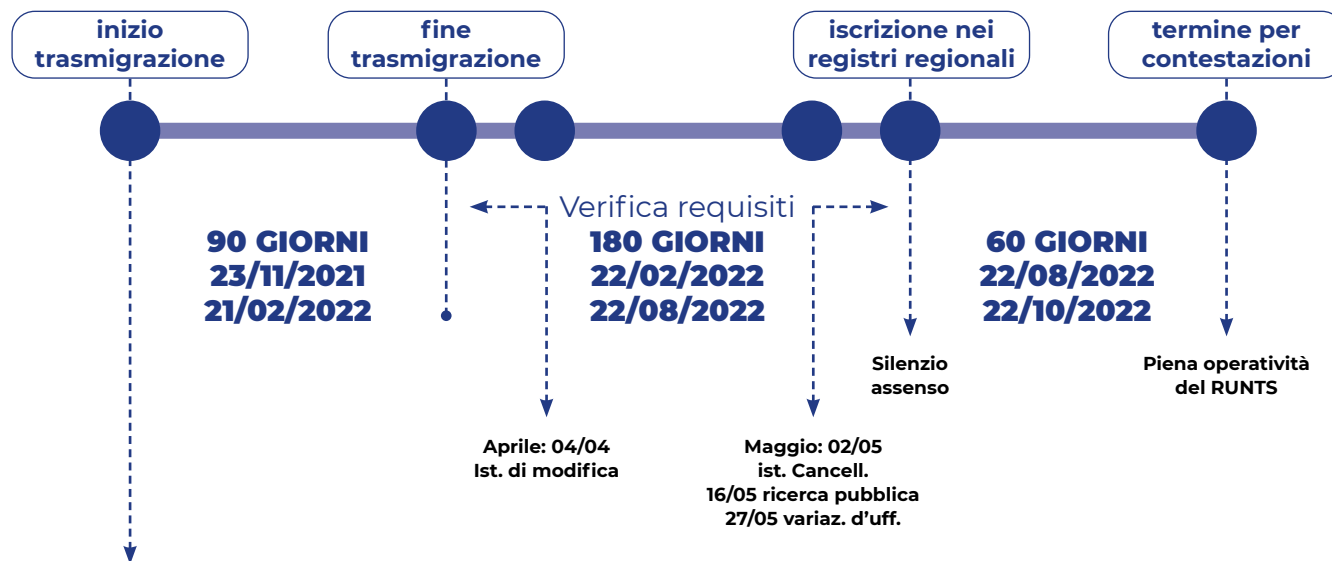 inizio
trasmigrazione
fine
trasmigrazione
iscrizione nei
registri regionali
termine per
contestazioni
Verifica requisiti
90 GIORNI
23/11/2021
21/02/2022
180 GIORNI
22/02/2022
22/08/2022
60 GIORNI
22/08/2022
22/10/2022
Silenzio
assenso
Piena operatività
del RUNTS
Aprile: 04/04
Ist. di modifica
Maggio: 02/05
ist. Cancell.
16/05 ricerca pubblica
27/05 variaz. d’uff.